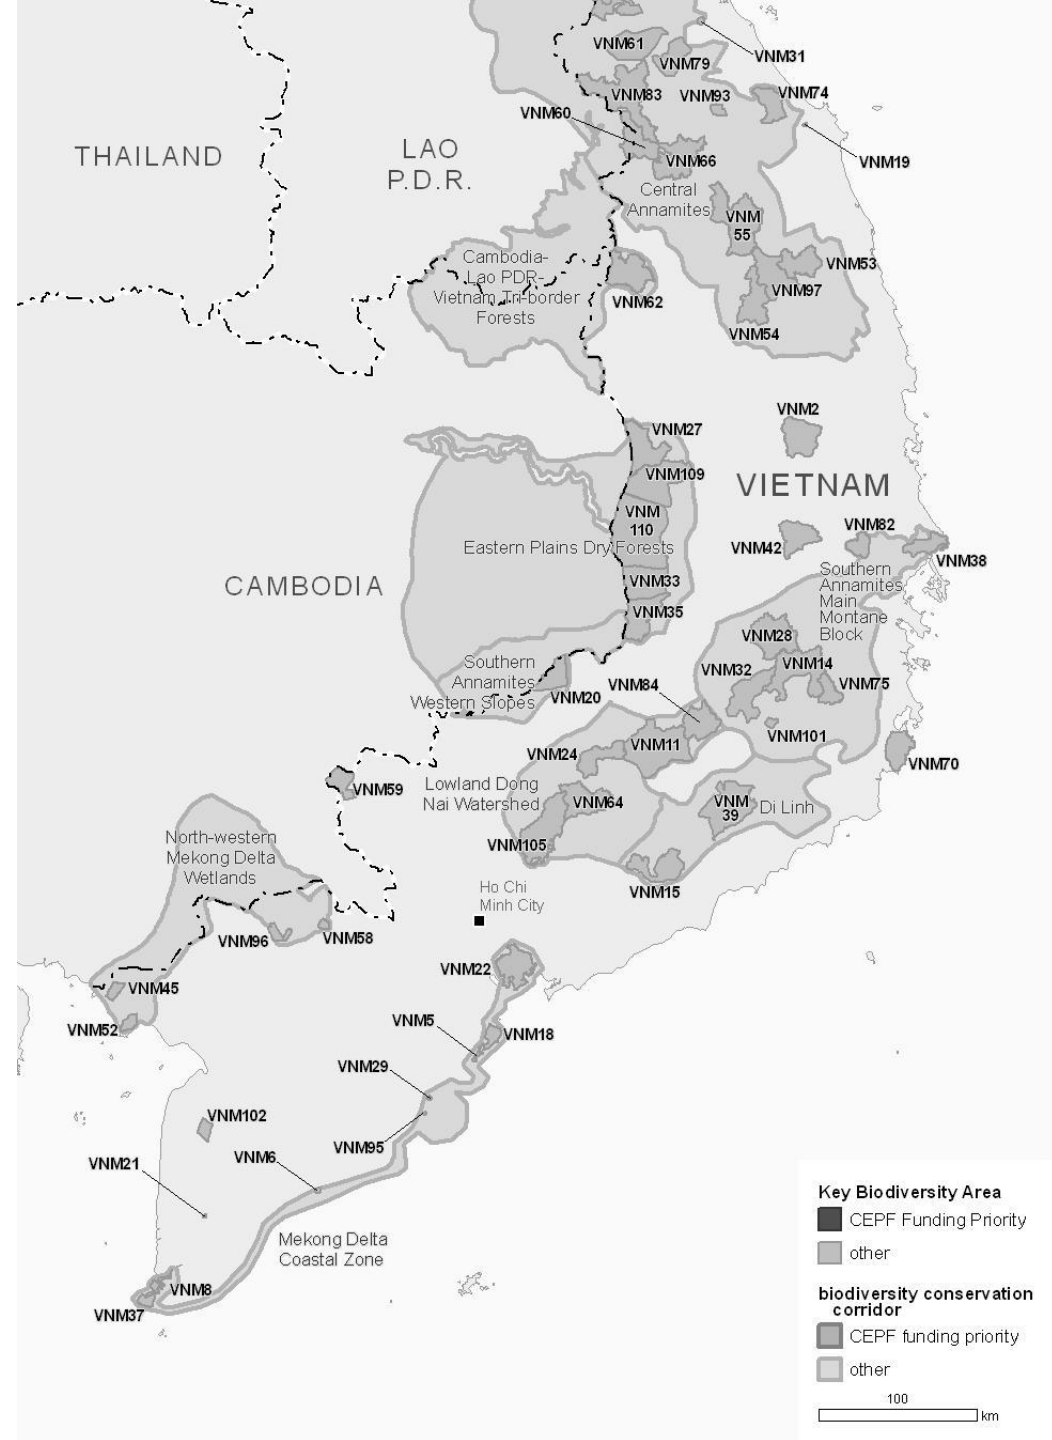 VNM61
VNM79
VNM31
VNM83
VNM93
VNM74
VNM60
THAILAND
LAO
P.D.R.
VNM66
VNM19
Central
Annamites
VNM
55
Cambodia-
Lao PDR-
Vietnam Tri-border
Forests
VNM53
VNM62
VNM97
VNM54
VNM2
VNM27
VNM109
VIETNAM
VNM
110
VNM82
VNM42
Eastern Plains Dry Forests
VNM38
CAMBODIA
VNM33
Southern
Annamites
Main
Montane
Block
VNM35
VNM28
Southern
Annamites
Western Slopes
VNM20
VNM84
VNM32
VNM14
VNM75
VNM101
VNM24
VNM11
VNM70
VNM59
Lowland Dong
Nai Watershed
VNM64
VNM
39
Di Linh
VNM105
North-western
Mekong Delta
Wetlands
VNM15
Ho Chi
Minh City
VNM96
VNM58
VNM22
VNM45
VNM52
VNM5
VNM18
VNM29
VNM102
VNM95
VNM6
VNM21
Mekong Delta
Coastal Zone
VNM8
VNM37
Key Biodiversity Area
CEPF Funding Priority
other
biodiversity conservation
corridor
CEPF funding priority
other
100
km